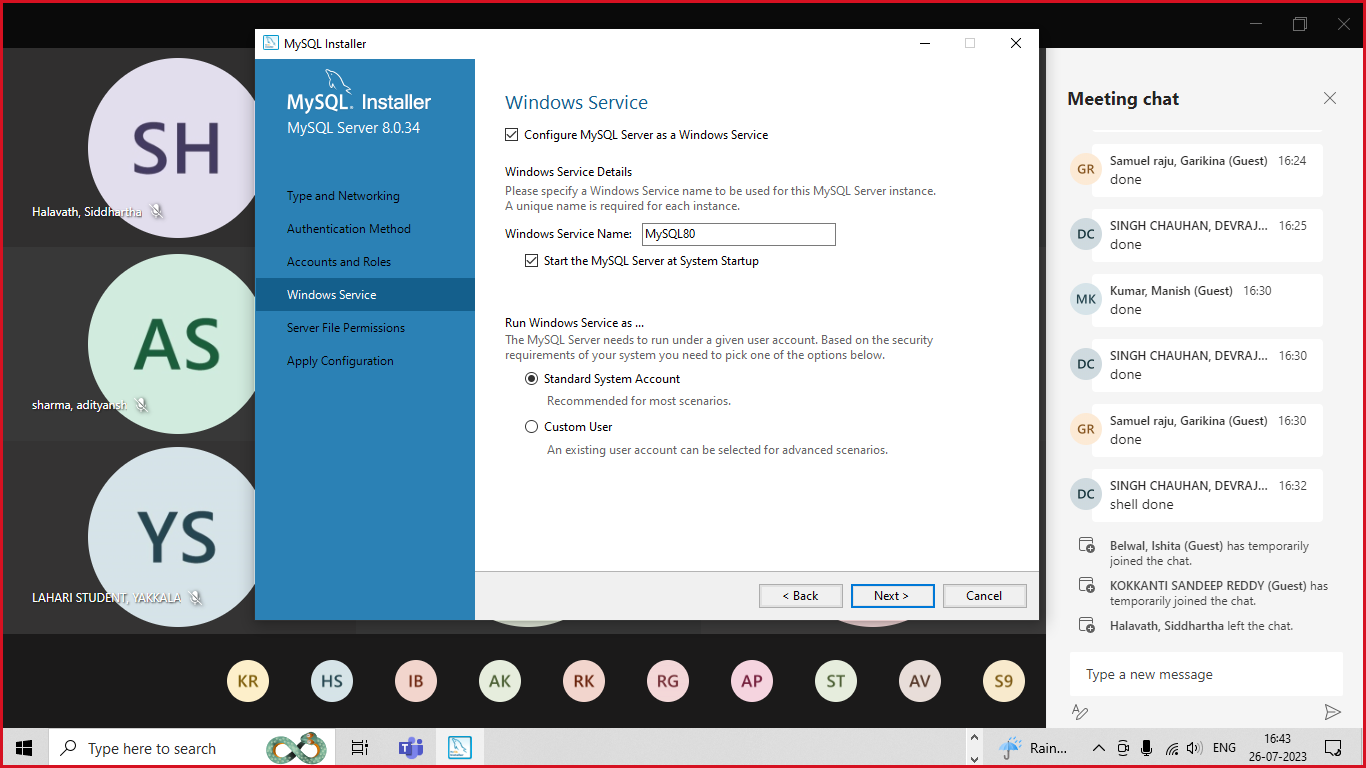 SH
Halavath, Siddhartha
AS
sharma, adityansh
YS
LAHARI STUDENT, YAKKALA
MySQL Installer
MySQL. Installer
MySQL Server 8.0.34
Type and Networking
Authentication Method
Accounts and Roles
Windows Service
Server File Permissions
Apply Configuration
Windows Service
Configure MySQL Server as a Windows Service
Windows Service Details
Please specify a Windows Service name to be used for this MySQL Server instance.
A unique name is required for each instance.
Windows Service Name: MySQL80
Start the MySQL Server at System Startup
Run Windows Service as ...
The MySQL Server needs to run under a given user account. Based on the security
requirements of your system you need to pick one of the options below.
Standard System Account
Recommended for most scenarios.
Custom User
An existing user account can be selected for advanced scenarios.
< Back Next > Cancel
KR HS IB AK RK RG AP ST AV S9
Meeting chat
GR Samuel raju, Garikina (Guest) 16:24
done
DC SINGH CHAUHAN, DEVRAJ... 16:25
done
MK Kumar, Manish (Guest) 16:30
done
DC SINGH CHAUHAN, DEVRAJ... 16:30
done
GR Samuel raju, Garikina (Guest) 16:30
done
DC SINGH CHAUHAN, DEVRAJ... 16:32
shell done
Belwal, Ishita (Guest) has temporarily
joined the chat.
KOKKANTI SANDEEP REDDY (Guest) has
temporarily joined the chat.
Halavath, Siddhartha left the chat.
Type a new message
Type here to search
Rain... ENG 16:43
26-07-2023